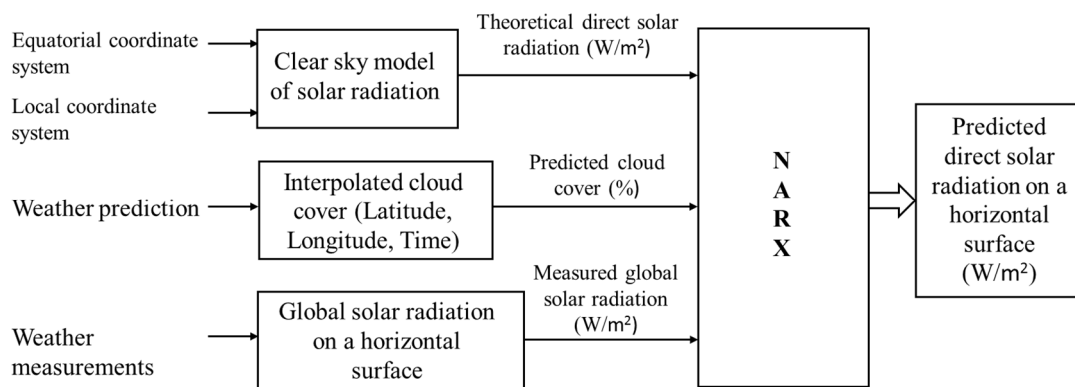 Equatorial coordinate
system
Local coordinate
system
Clear sky model
of solar radiation
Theoretical direct solar
radiation (W/m²)
Weather prediction
Interpolated cloud
cover (Latitude,
Longitude, Time)
Predicted cloud
cover (%)
Weather
measurements
Global solar radiation
on a horizontal
surface
Measured global
solar radiation
(W/m²)
N
A
R
X
Predicted
direct solar
radiation on a
horizontal
surface
(W/m²)